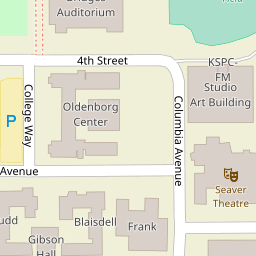 Auditorium
4th Street
KSPC-
FM
Studio
Art Building
College Way
P
Oldenborg
Center
Columbia Avenue
Avenue
Seaver
Theatre
Blaisdell
Frank
Gibson
Hall